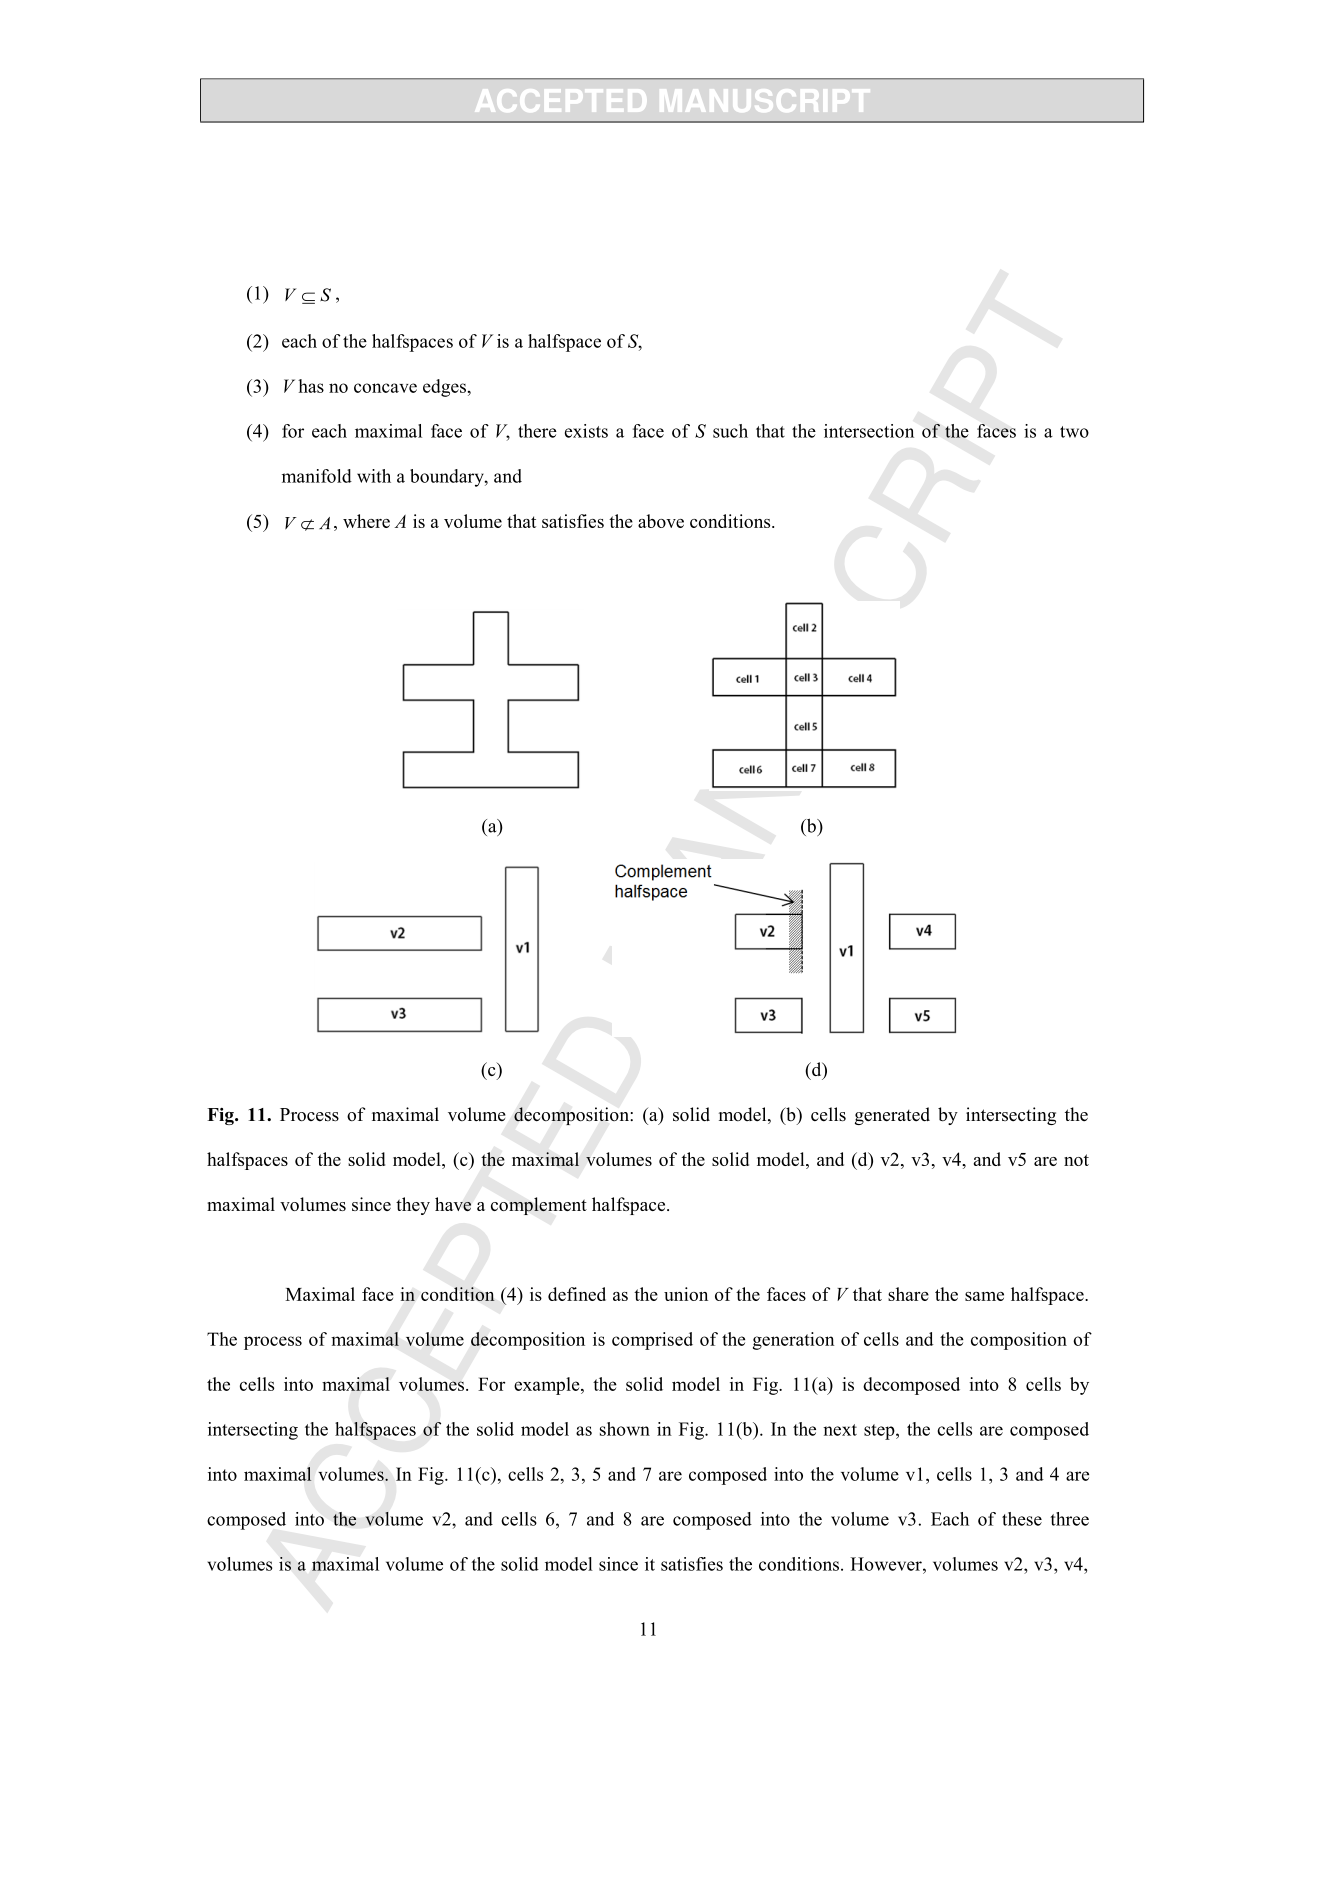 ACCEPTED MANUSCRIPT
(1) V ⊆ S ,
(2) each of the halfspaces of V is a halfspace of S,
(3) V has no concave edges,
(4) for each maximal face of V, there exists a face of S such that the intersection of the faces is a two
manifold with a boundary, and
(5) V ⊄ A, where A is a volume that satisfies the above conditions.
cell 2
cell 1 cell 3 cell 4
cell 5
cell 6 cell 7 cell 8
(a) (b)
Complement
halfspace
v2 v1 v2 v1 v4
v3 v3 v5
(c) (d)
Fig. 11. Process of maximal volume decomposition: (a) solid model, (b) cells generated by intersecting the
halfspaces of the solid model, (c) the maximal volumes of the solid model, and (d) v2, v3, v4, and v5 are not
maximal volumes since they have a complement halfspace.
Maximal face in condition (4) is defined as the union of the faces of V that share the same halfspace.
The process of maximal volume decomposition is comprised of the generation of cells and the composition of
the cells into maximal volumes. For example, the solid model in Fig. 11(a) is decomposed into 8 cells by
intersecting the halfspaces of the solid model as shown in Fig. 11(b). In the next step, the cells are composed
into maximal volumes. In Fig. 11(c), cells 2, 3, 5 and 7 are composed into the volume v1, cells 1, 3 and 4 are
composed into the volume v2, and cells 6, 7 and 8 are composed into the volume v3. Each of these three
volumes is a maximal volume of the solid model since it satisfies the conditions. However, volumes v2, v3, v4,
11